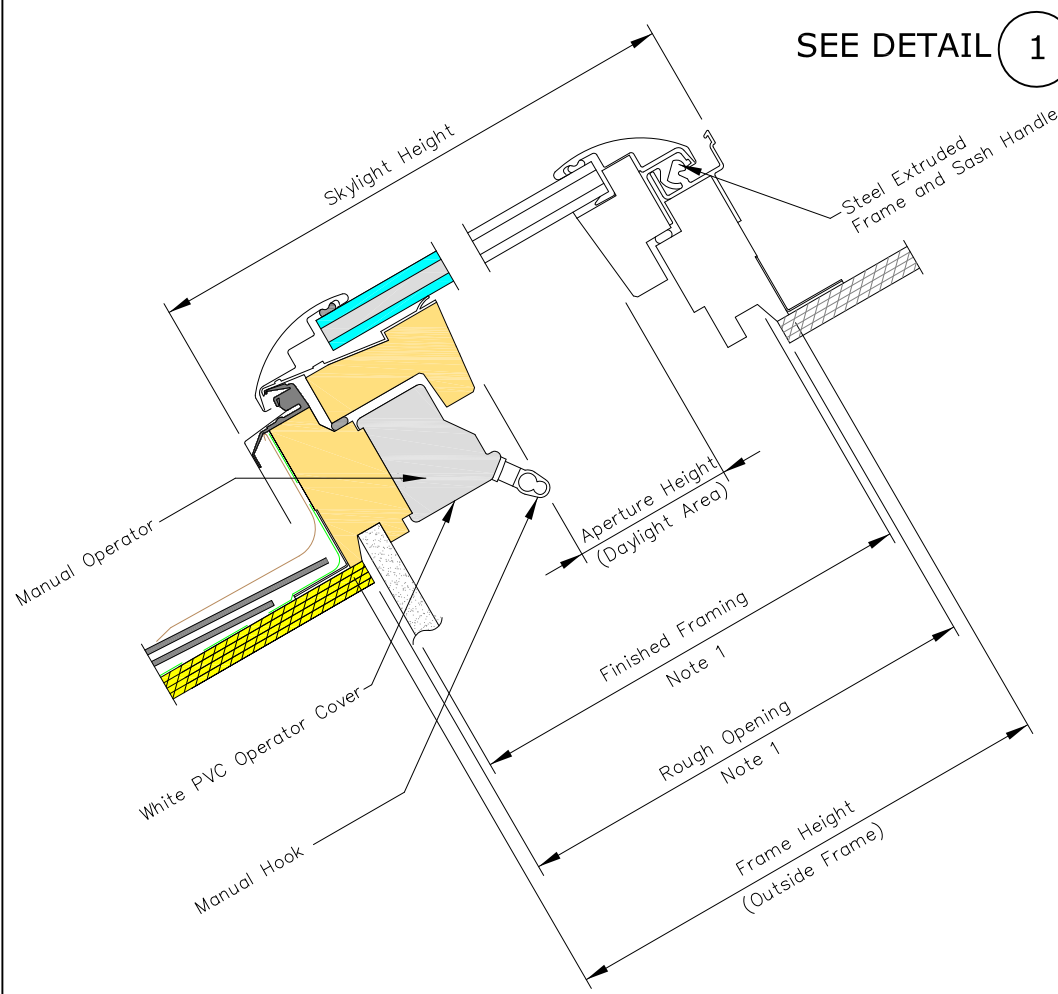 SEE DETAIL 1
Skylight Height
Steel Extruded
Frame and Sash Handle
Manual Operator
Aperture Height
(Daylight Area)
Finished Framing
Note 1
White PVC Operator Cover
Rough Opening
Note 1
Manual Hook
Frame Height
(Outside Frame)